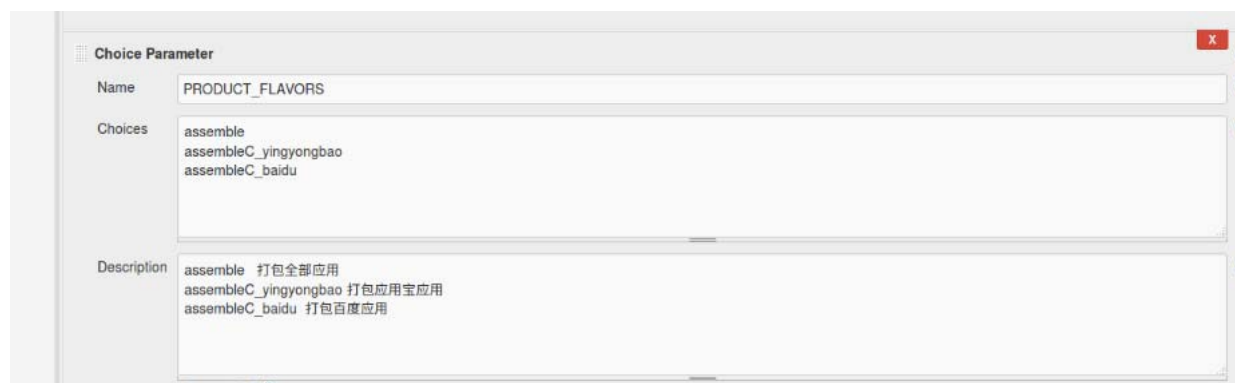 X
Choice Parameter
Name PRODUCT_FLAVORS
Choices assemble
assembleC_yingyongbao
assembleC_baidu
Description assemble 打包全部应用
assembleC_yingyongbao 打包应用宝应用
assembleC_baidu 打包百度应用